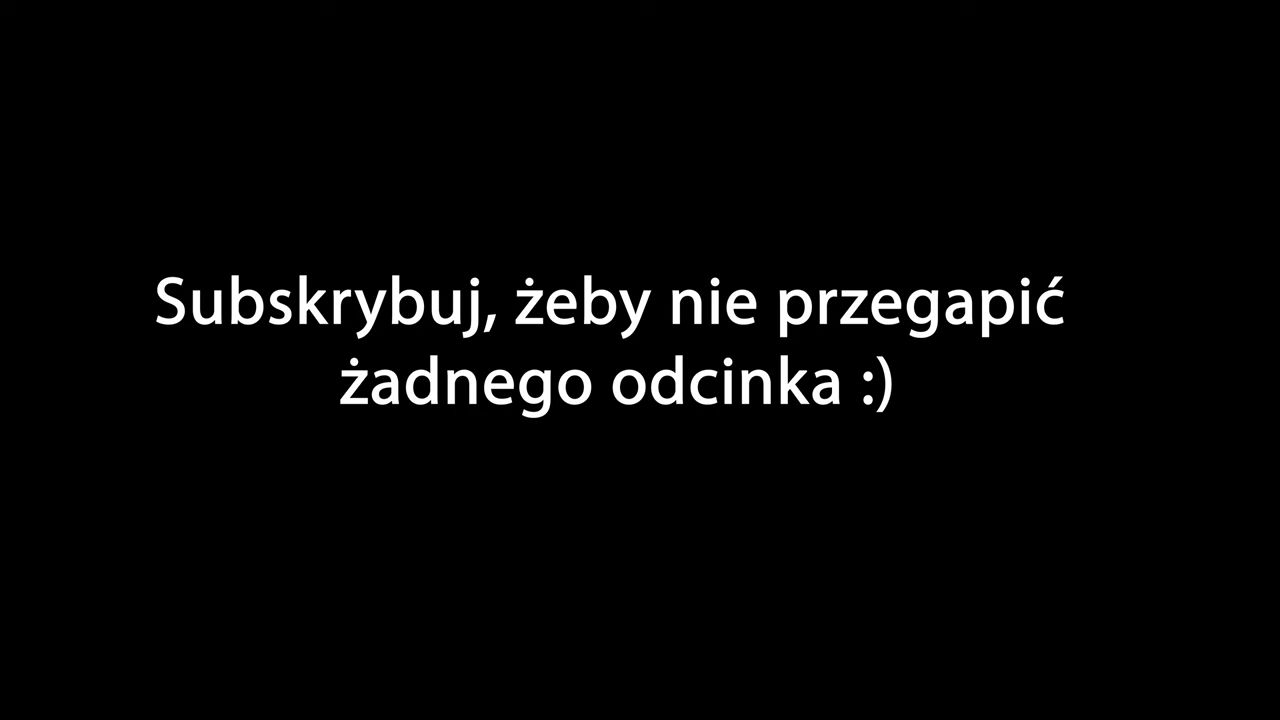 Subskrybuj, żeby nie przegapić
żadnego odcinka :)